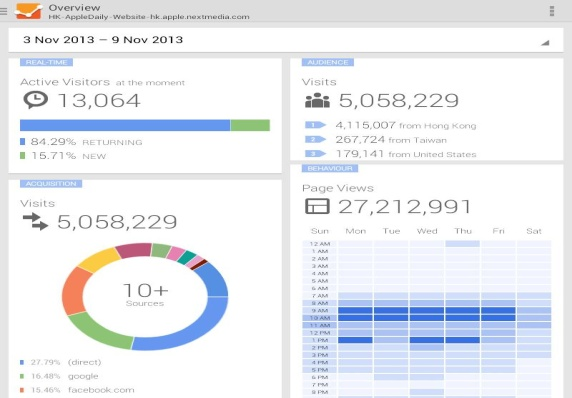 Overview
HK-AppleDaily-Website-hk.apple.nextmedia.com
3 Nov 2013 – 9 Nov 2013
REAL-TIME
Active Visitors at the moment
13,064
84.29% RETURNING
15.71% NEW
ACQUISITION
Visits
5,058,229
10+
Sources
27.79% (direct)
16.48% google
15.46% facebook.com
AUDIENCE
Visits
5,058,229
1 4,115,007 from Hong Kong
2 267,724 from Taiwan
3 179,141 from United States
BEHAVIOUR
Page Views
27,212,991
Sun Mon Tue Wed Thu Fri Sat
12 AM
1 AM
2 AM
3 AM
4 AM
5 AM
6 AM
7 AM
8 AM
9 AM
10 AM
11 AM
12 PM
1 PM
2 PM
3 PM
4 PM
5 PM
6 PM
7 PM
8 PM